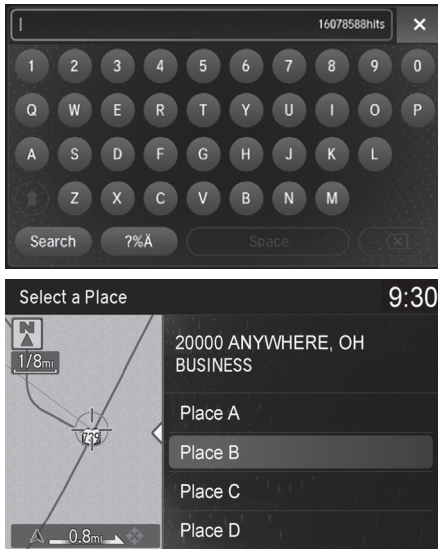 16078588hits ×
1 2 3 4 5 6 7 8 9 0
Q W E R T Y U I O P
A S D F G H J K L
Z X C V B N M
Search ?%Ä Space
Select a Place 9:30
N
1/8mi
20000 ANYWHERE, OH
BUSINESS
Place A
Place B
Place C
Place D
0.8mi